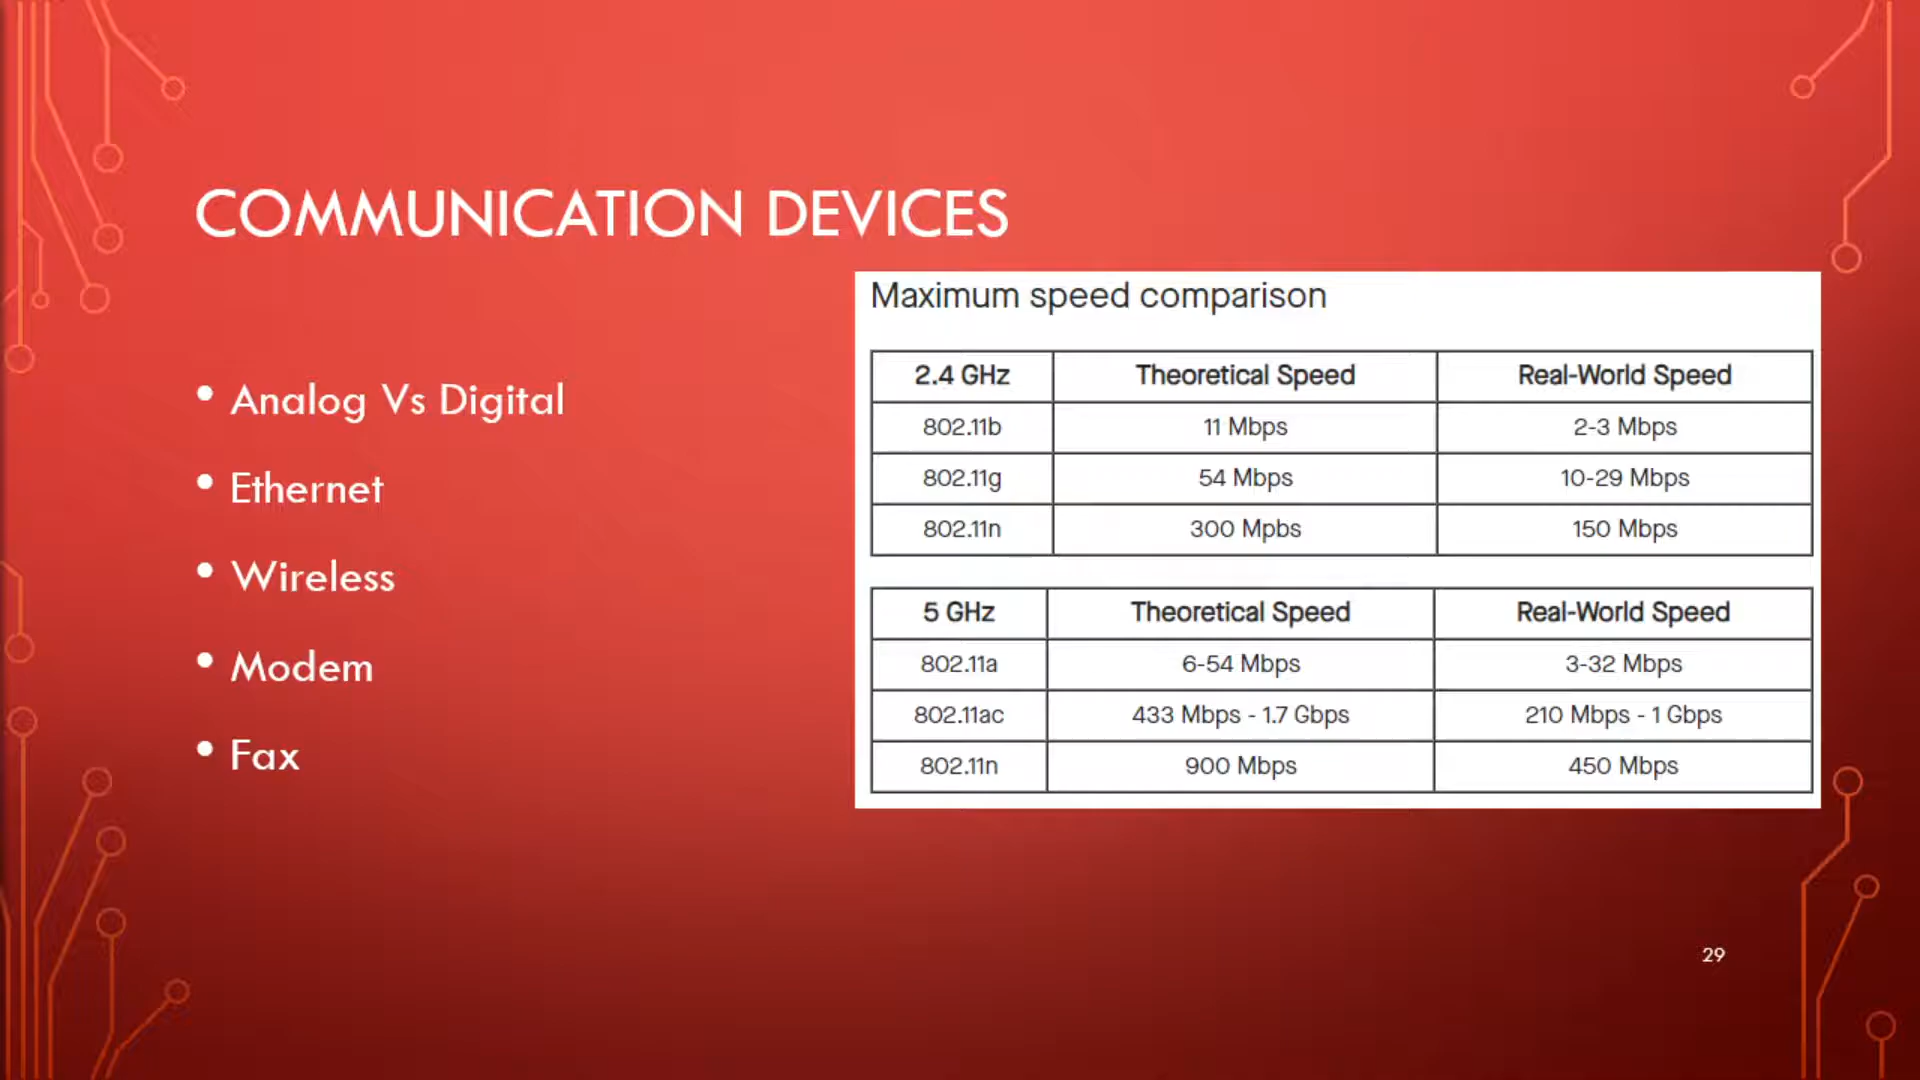 COMMUNICATION DEVICES
• Analog Vs Digital
• Ethernet
• Wireless
• Modem
• Fax
Maximum speed comparison
2.4 GHz Theoretical Speed Real-World Speed
802.11b 11 Mbps 2-3 Mbps
802.11g 54 Mbps 10-29 Mbps
802.11n 300 Mpbs 150 Mbps
5 GHz Theoretical Speed Real-World Speed
802.11a 6-54 Mbps 3-32 Mbps
802.11ac 433 Mbps - 1.7 Gbps 210 Mbps - 1 Gbps
802.11n 900 Mbps 450 Mbps
29